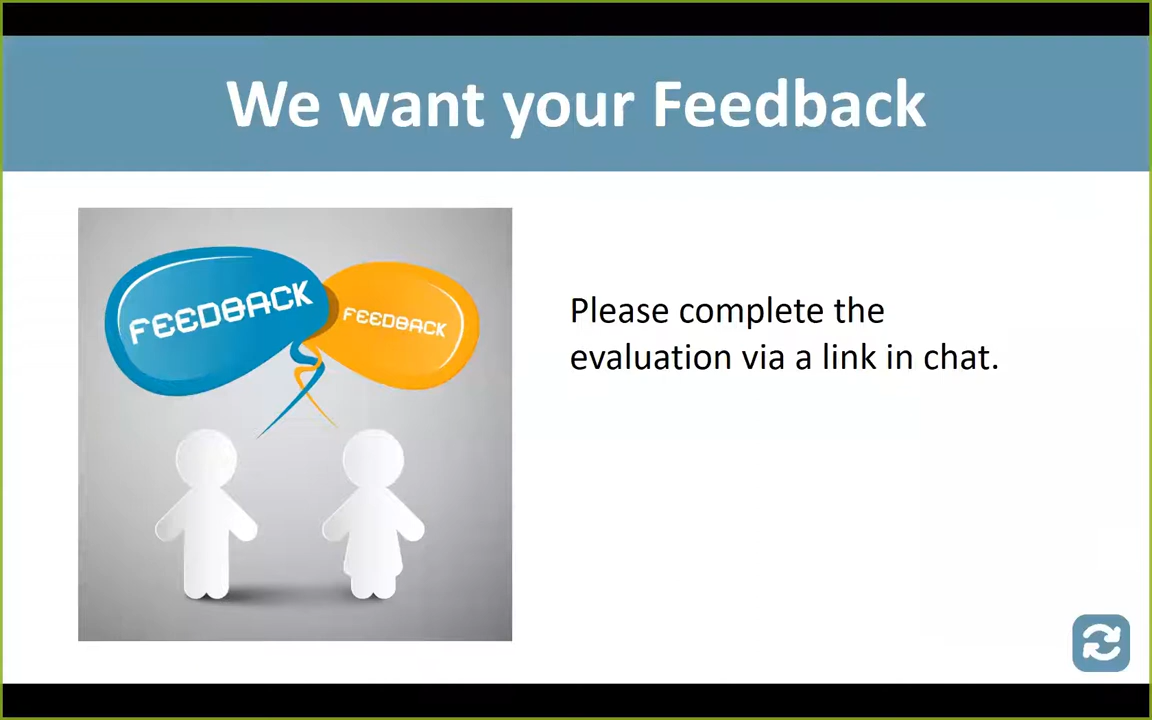 We want your Feedback
FEEDBACK
FEEDBACK
Please complete the
evaluation via a link in chat.